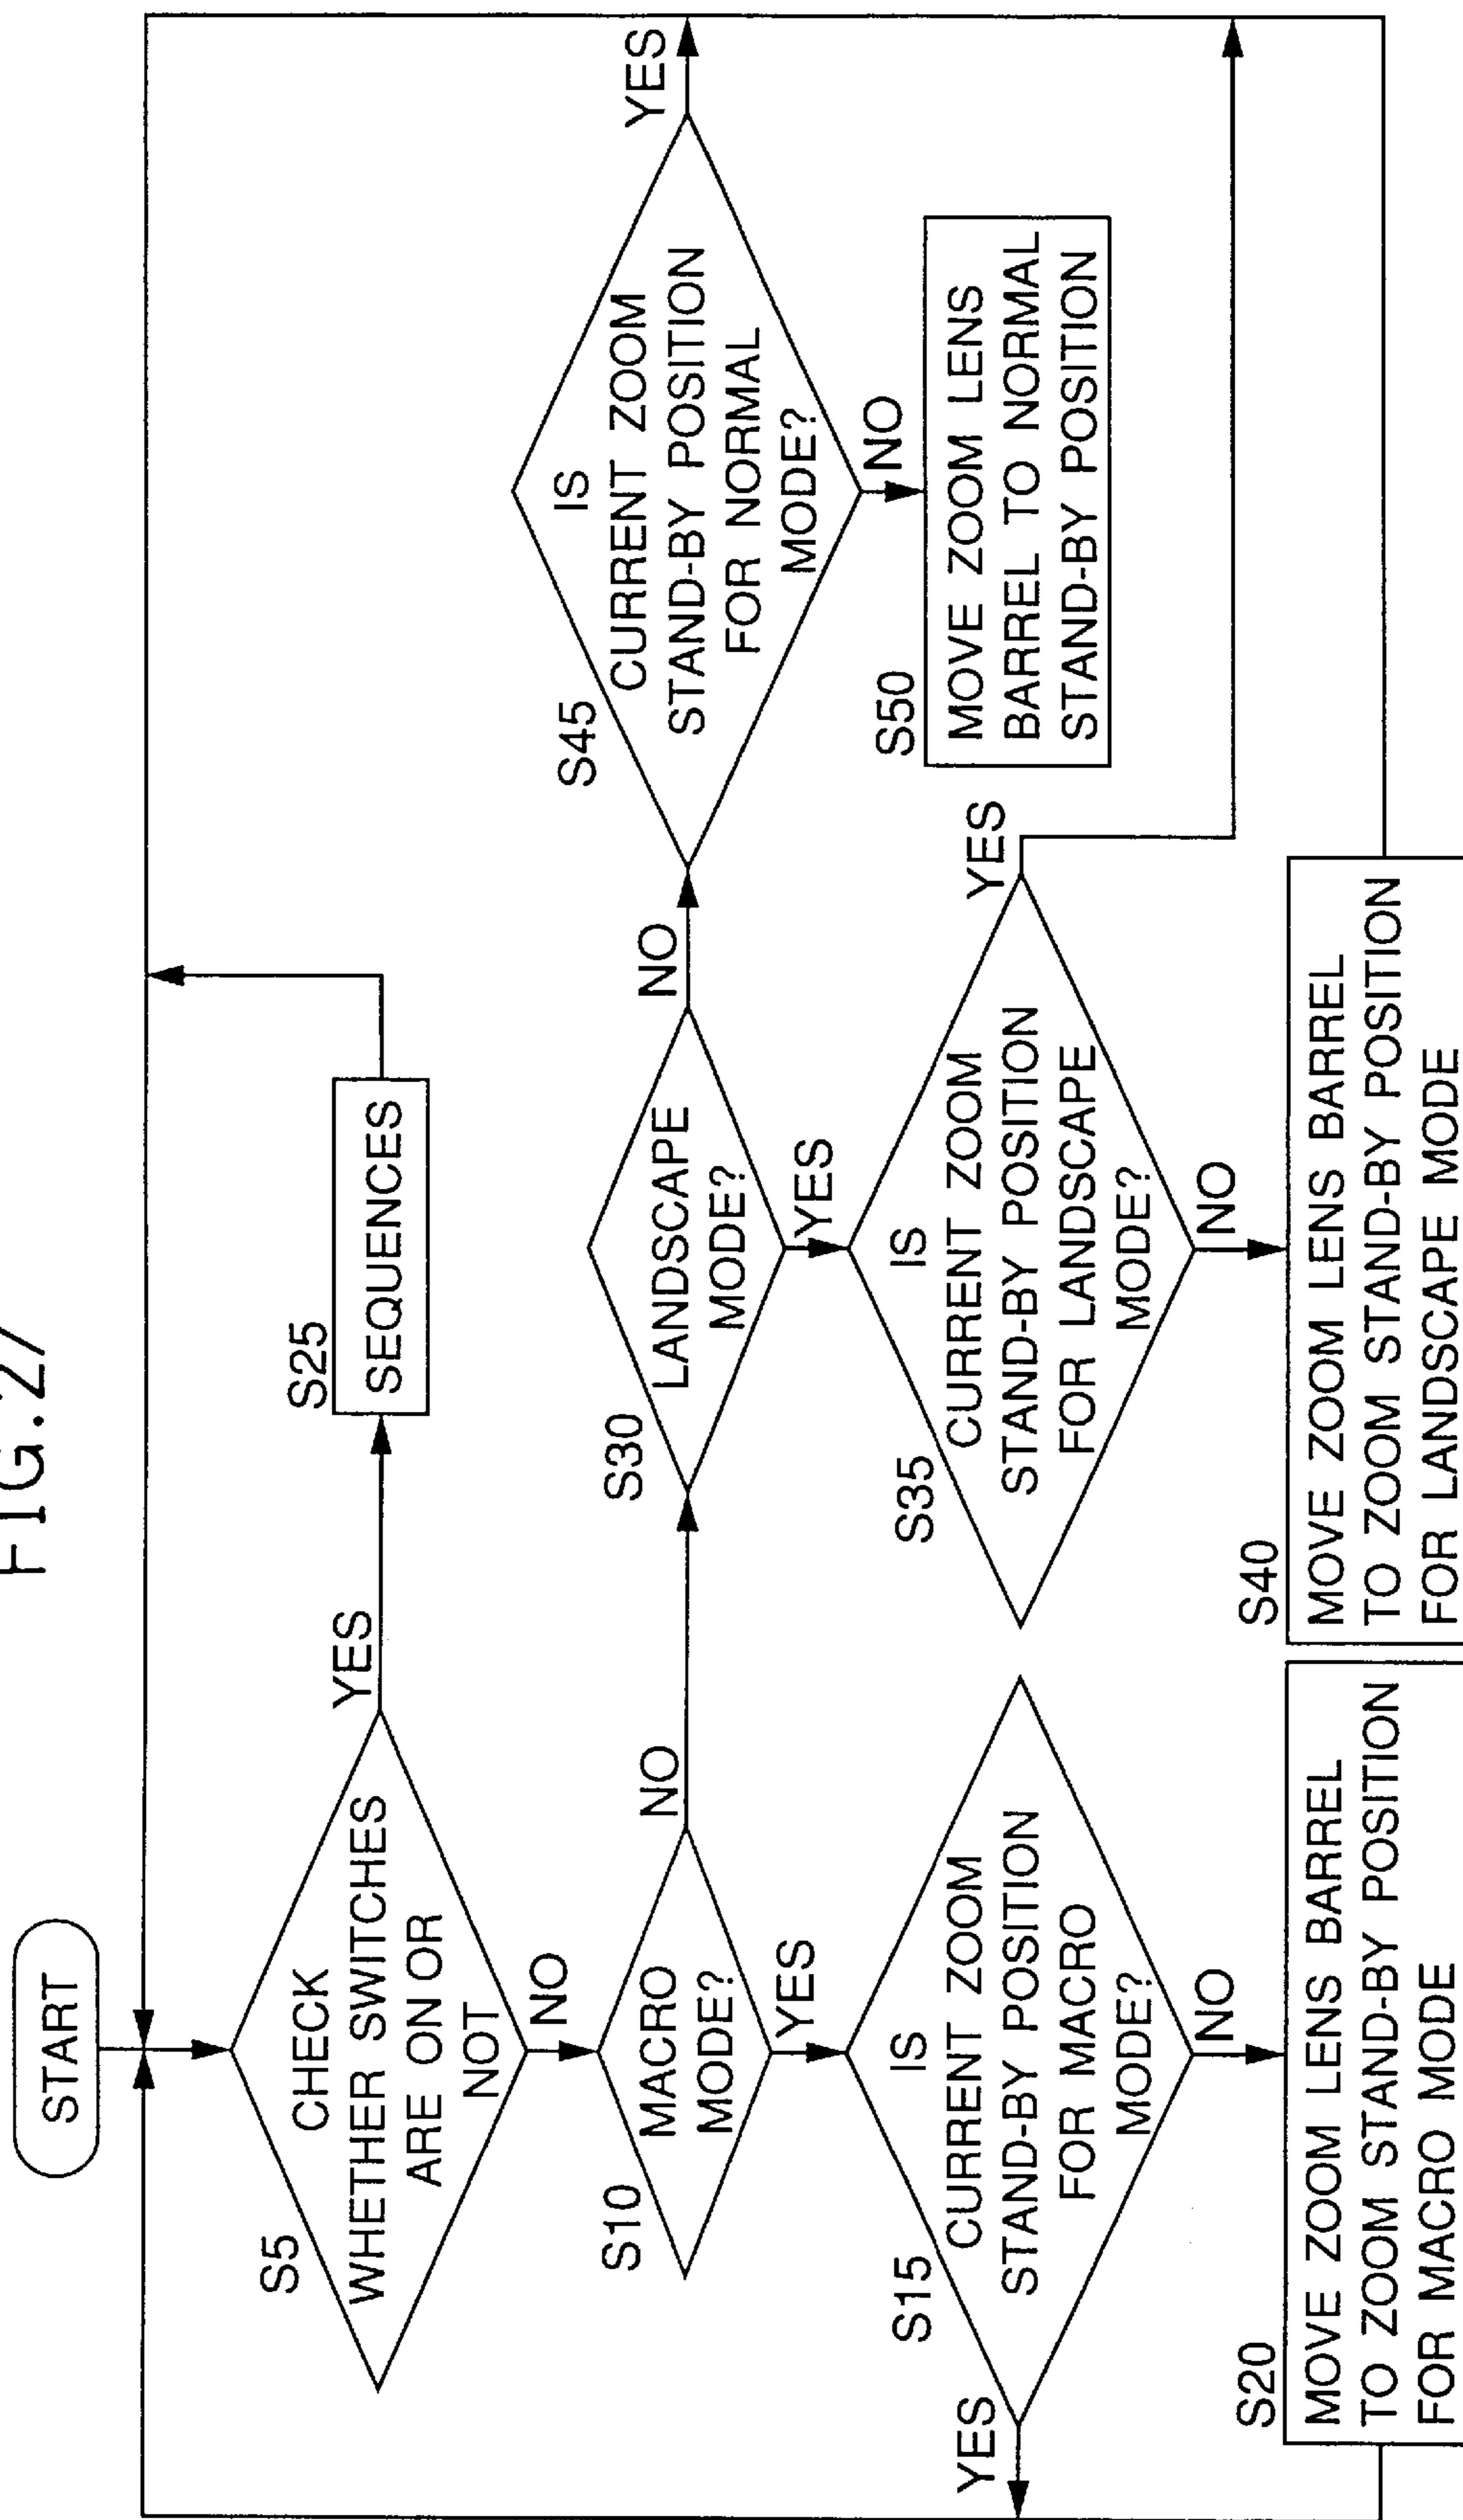 FIG.27
START
S5
CHECK
WHETHER SWITCHES
ARE ON OR
NOT
YES
S25
SEQUENCES
NO
S10
MACRO
MODE?
NO
S30
LANDSCAPE
MODE?
NO
S45
IS
CURRENT ZOOM
STAND-BY POSITION
FOR NORMAL
MODE?
YES
YES
S15
IS
CURRENT ZOOM
STAND-BY POSITION
FOR MACRO
MODE?
YES
YES
S35
IS
CURRENT ZOOM
STAND-BY POSITION
FOR LANDSCAPE
MODE?
YES
NO
S50
MOVE ZOOM LENS
BARREL TO NORMAL
STAND-BY POSITION
NO
S20
MOVE ZOOM LENS BARREL
TO ZOOM STAND-BY POSITION
FOR MACRO MODE
NO
S40
MOVE ZOOM LENS BARREL
TO ZOOM STAND-BY POSITION
FOR LANDSCAPE MODE